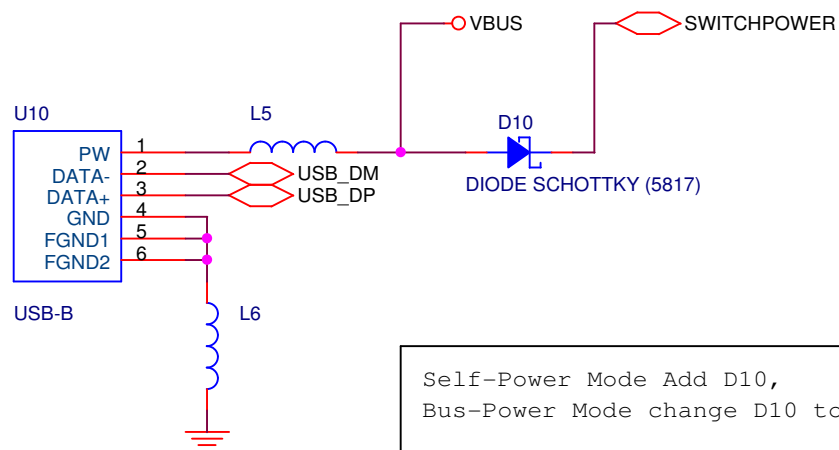 VBUS
SWITCHPOWER
U10
L5
D10
PW 1
DATA- 2
DATA+ 3
GND 4
FGND1 5
FGND2 6
USB_DM
USB_DP
DIODE SCHOTTKY (5817)
USB-B
L6
Self-Power Mode Add D10,
Bus-Power Mode change D10 to